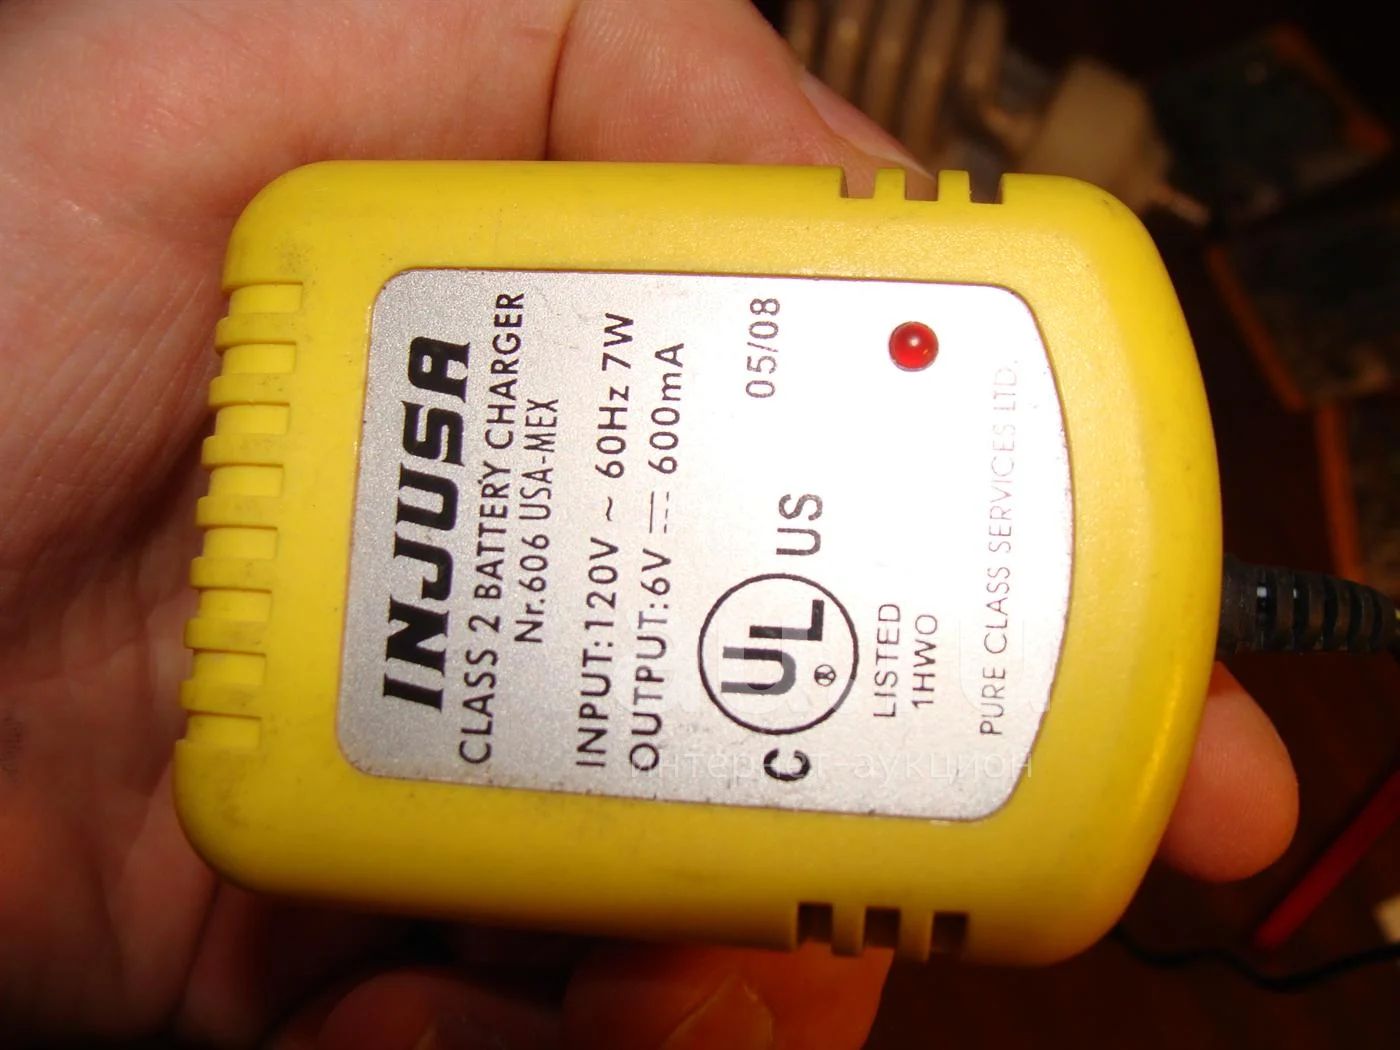 INJUSA
CLASS 2 BATTERY CHARGER
Nr.606 USA-MEX
INPUT:120V ~ 60Hz 7W
OUTPUT:6V ⎓ 600mA
C UL® US 05/08
LISTED
1HWO
PURE CLASS SERVICES LTD.
интернет-аукцион